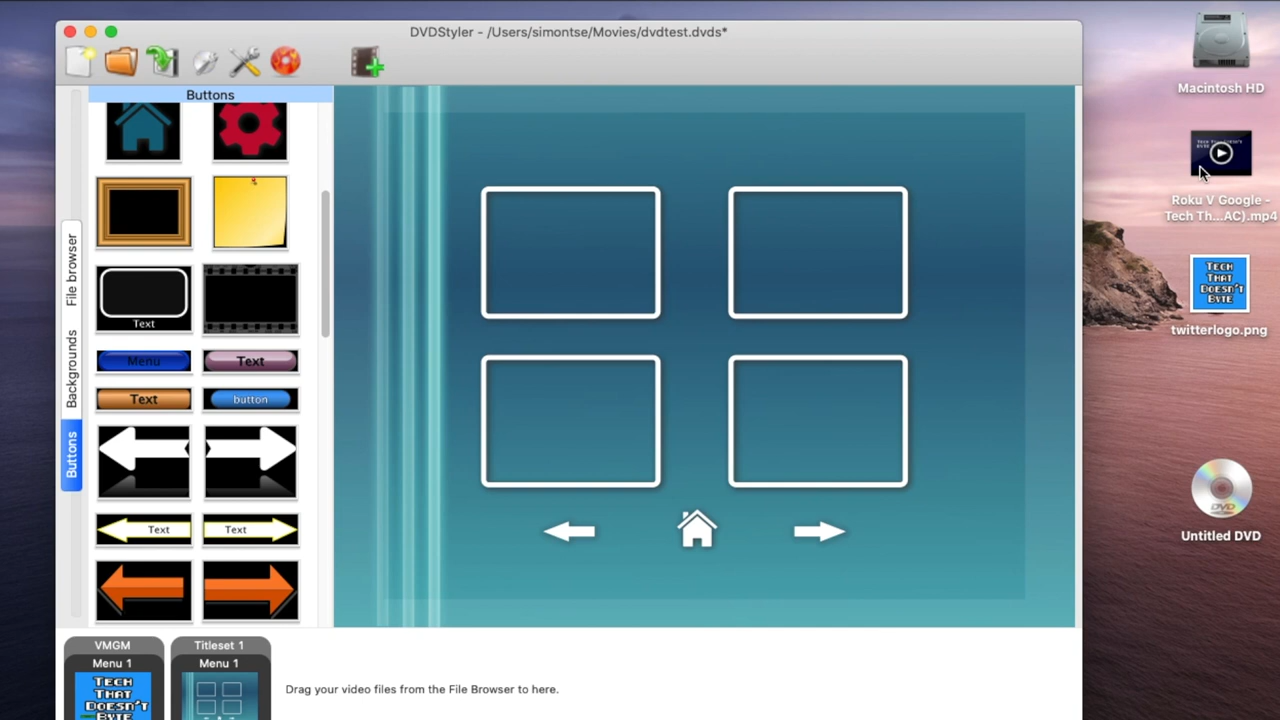 DVDStyler - /Users/simontse/Movies/dvdtest.dvds*
Buttons
File browser
Backgrounds
Buttons
Text
Menu
Text
Text
button
Text
Text
VMGM
Menu 1
TECH
THAT
DOESN'T
BYTE
Titleset 1
Menu 1
Drag your video files from the File Browser to here.
Macintosh HD
Roku V Google -
Tech Th...AC).mp4
TECH
THAT
DOESN'T
BYTE
twitterlogo.png
DVD
Untitled DVD